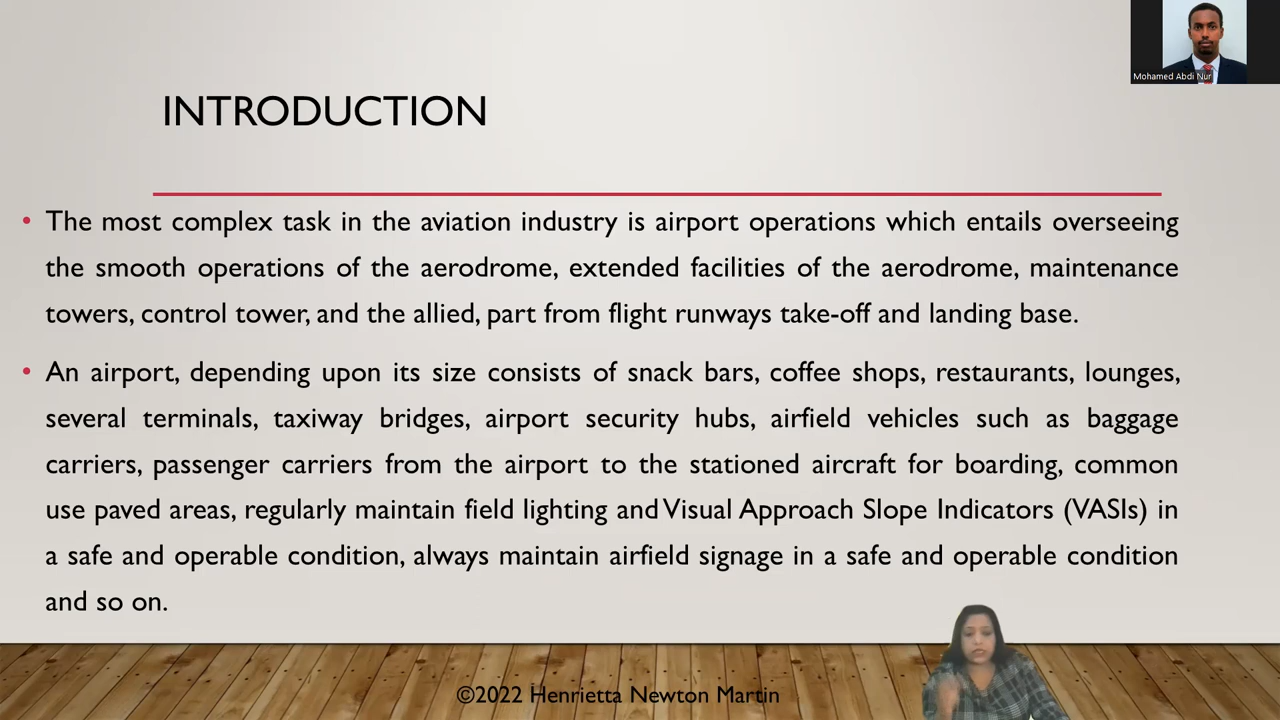 Mohamed Abdi Nur
INTRODUCTION
• The most complex task in the aviation industry is airport operations which entails overseeing
the smooth operations of the aerodrome, extended facilities of the aerodrome, maintenance
towers, control tower, and the allied, part from flight runways take-off and landing base.
• An airport, depending upon its size consists of snack bars, coffee shops, restaurants, lounges,
several terminals, taxiway bridges, airport security hubs, airfield vehicles such as baggage
carriers, passenger carriers from the airport to the stationed aircraft for boarding, common
use paved areas, regularly maintain field lighting and Visual Approach Slope Indicators (VASIs) in
a safe and operable condition, always maintain airfield signage in a safe and operable condition
and so on.
©2022 Henrietta Newton Martin